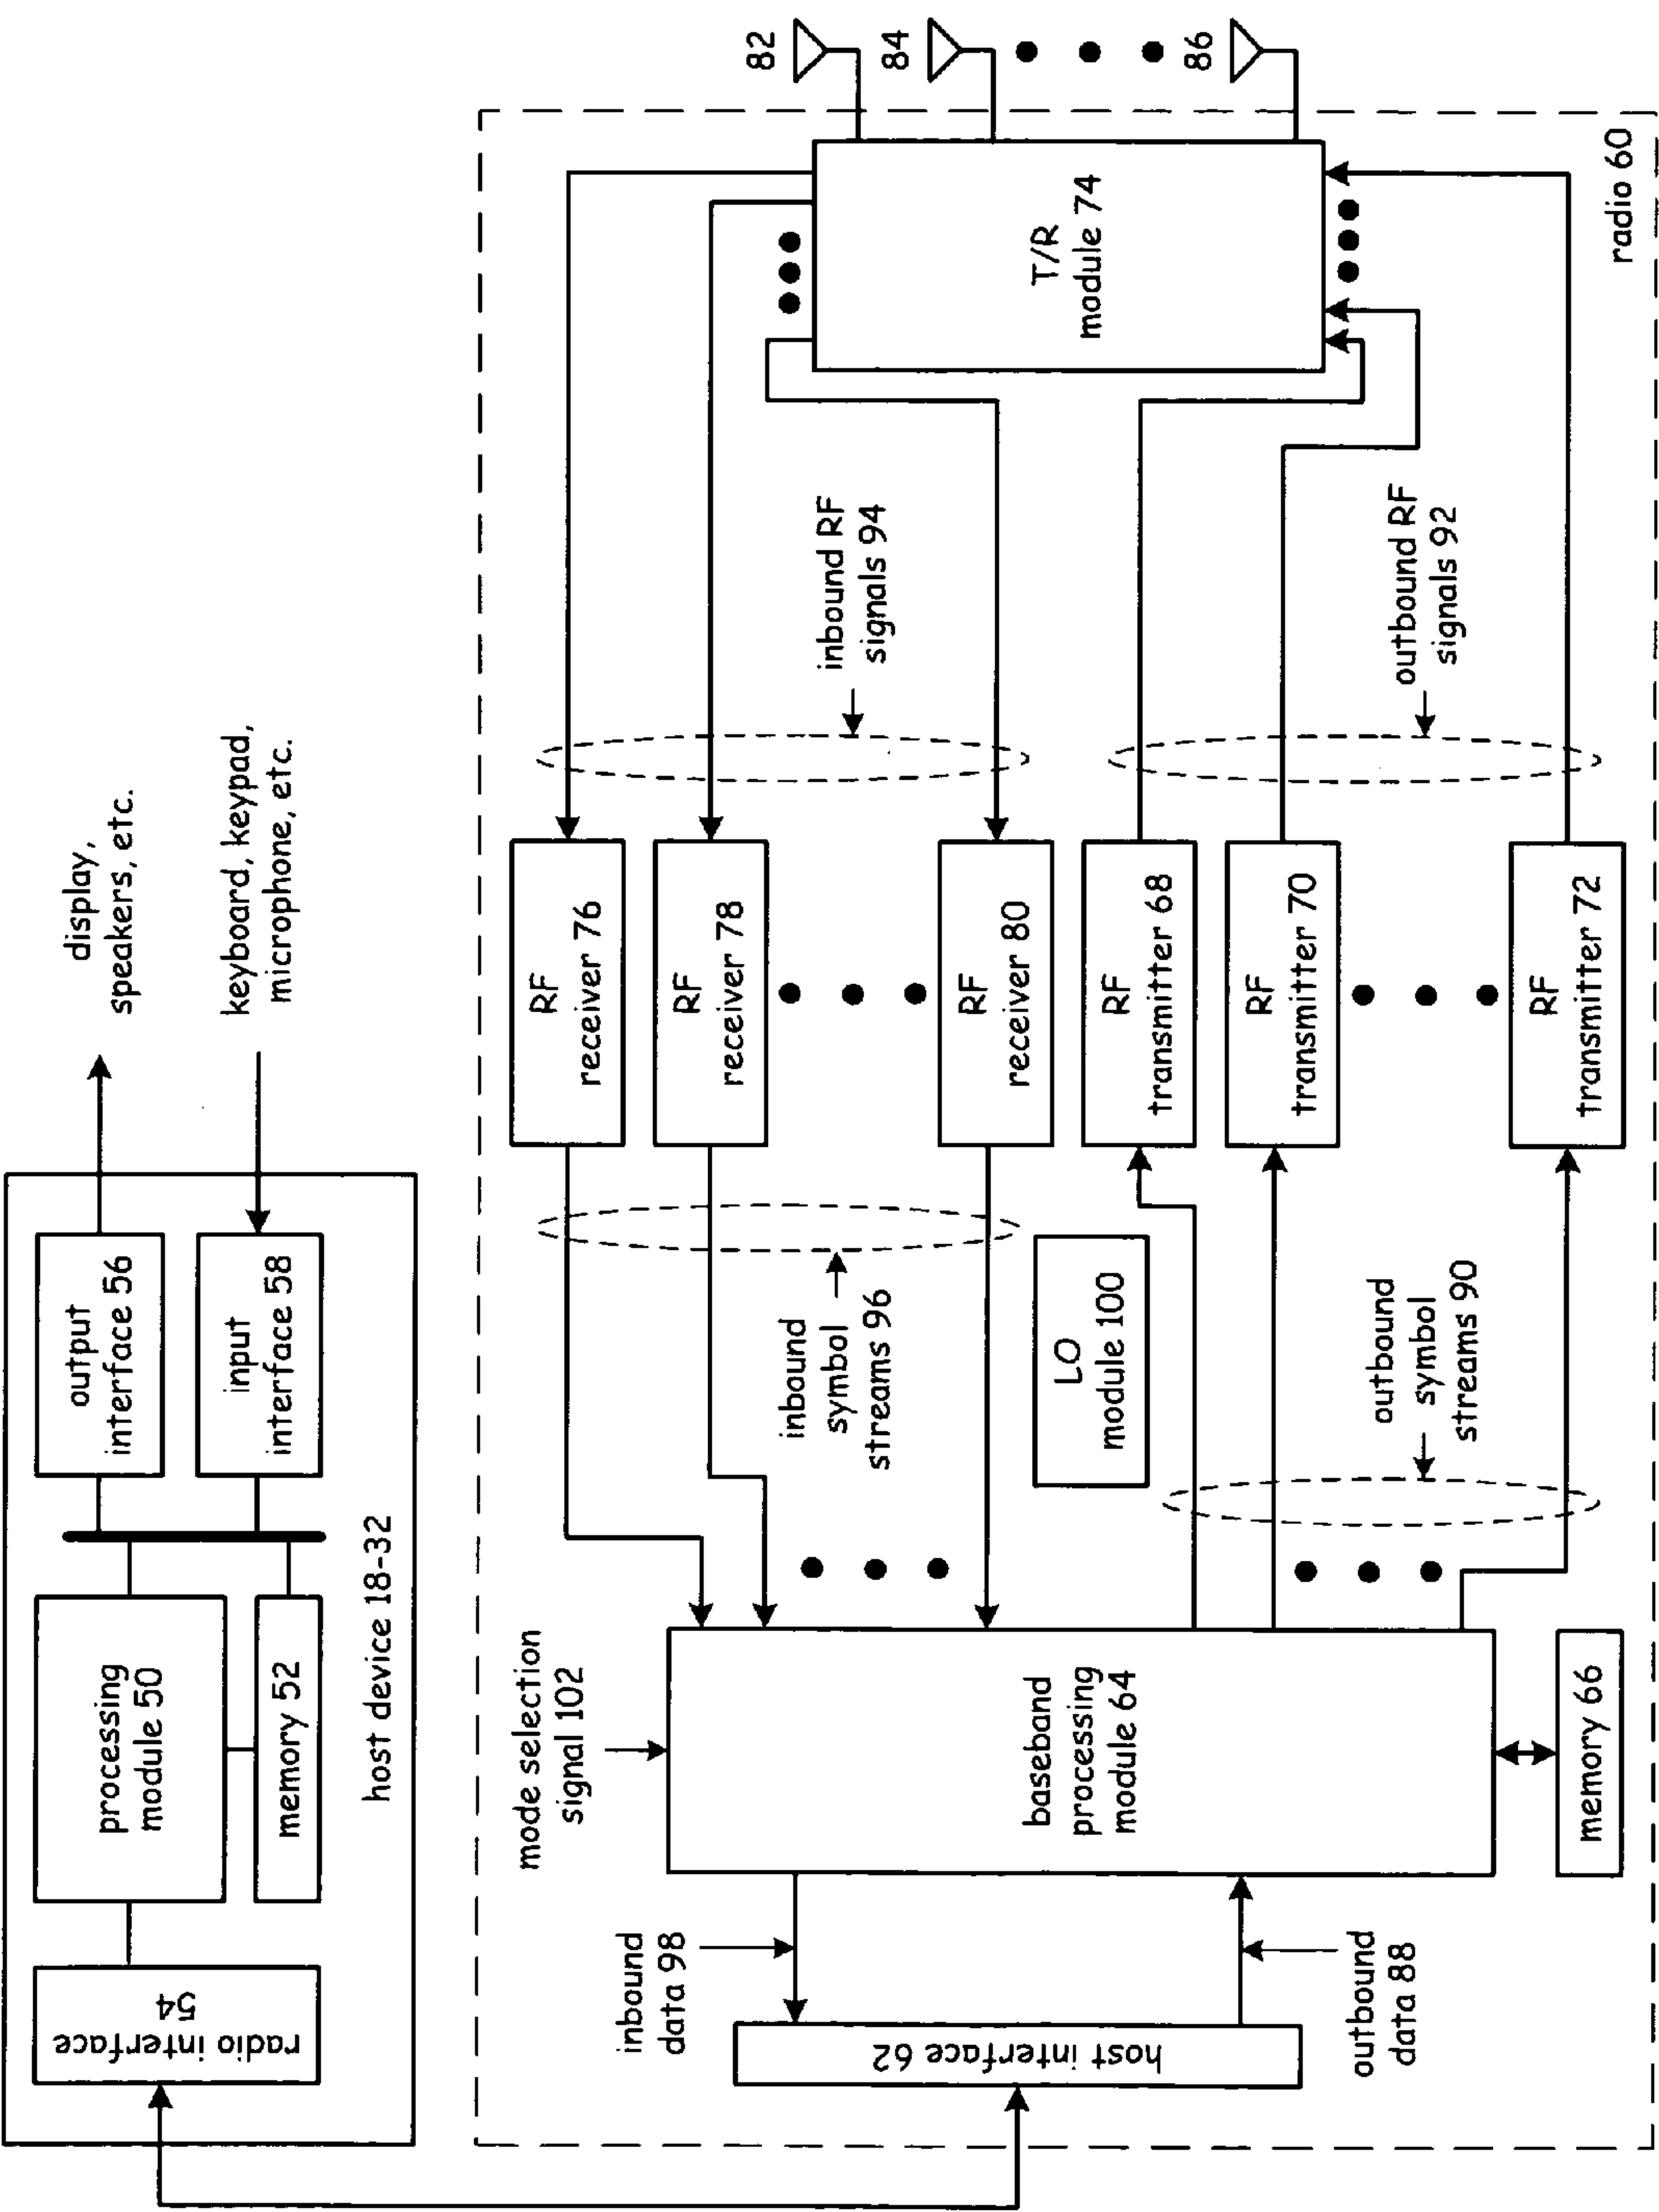 radio interface
54
processing
module 50
memory 52
output
interface 56
input
interface 58
host device 18-32
display,
speakers, etc.
keyboard, keypad,
microphone, etc.
mode selection
signal 102
inbound
data 98
host interface 62
outbound
data 88
baseband
processing
module 64
memory 66
inbound
symbol
streams 96
LO
module 100
outbound
symbol
streams 90
RF
receiver 76
RF
receiver 78
RF
receiver 80
RF
transmitter 68
RF
transmitter 70
RF
transmitter 72
inbound RF
signals 94
outbound RF
signals 92
T/R
module 74
82
84
86
radio 60